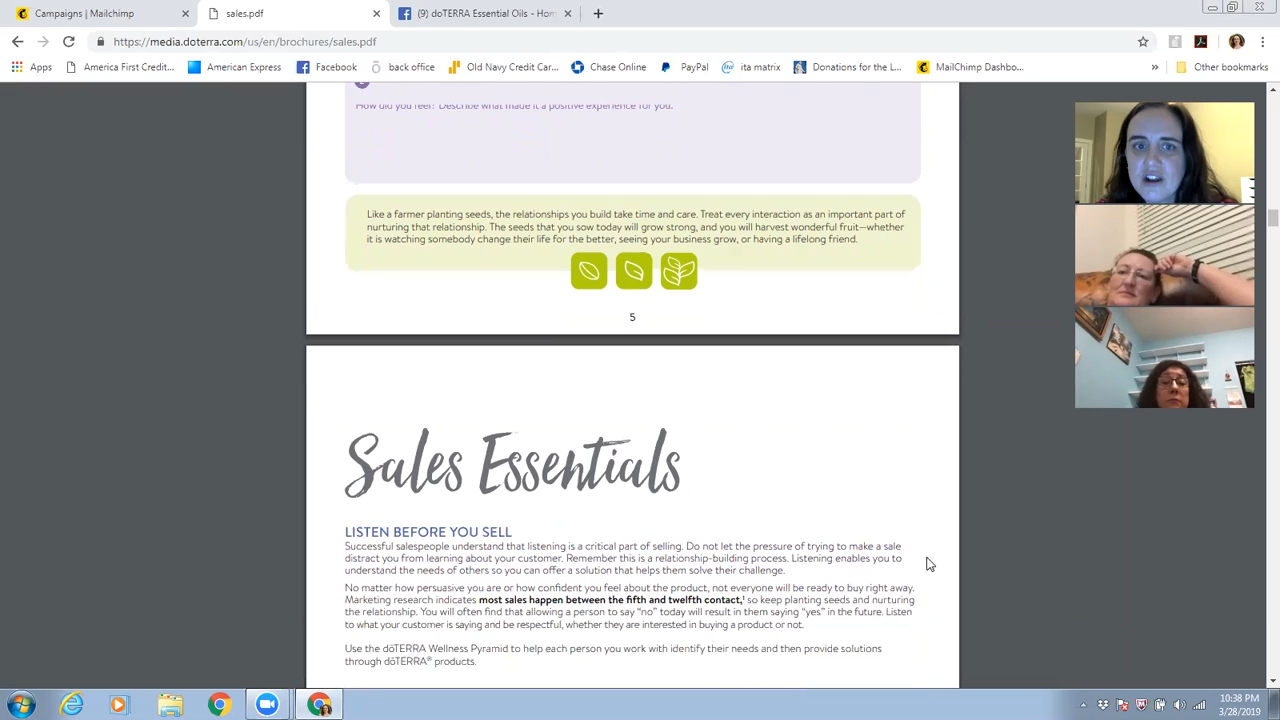 Campaigns | Mailchimp
sales.pdf
(9) doTERRA Essential Oils - Hom
https://media.doterra.com/us/en/brochures/sales.pdf
Apps
America First Credit...
American Express
Facebook
back office
Old Navy Credit Car...
Chase Online
PayPal
ita matrix
Donations for the L...
MailChimp Dashbo...
»
Other bookmarks
How did you feel? Describe what made it a positive experience for you.
Like a farmer planting seeds, the relationships you build take time and care. Treat every interaction as an important part of
nurturing that relationship. The seeds that you sow today will grow strong, and you will harvest wonderful fruit—whether
it is watching somebody change their life for the better, seeing your business grow, or having a lifelong friend.
5
Sales Essentials
LISTEN BEFORE YOU SELL
Successful salespeople understand that listening is a critical part of selling. Do not let the pressure of trying to make a sale
distract you from learning about your customer. Remember this is a relationship-building process. Listening enables you to
understand the needs of others so you can offer a solution that helps them solve their challenge.
No matter how persuasive you are or how confident you feel about the product, not everyone will be ready to buy right away.
Marketing research indicates most sales happen between the fifth and twelfth contact,¹ so keep planting seeds and nurturing
the relationship. You will often find that allowing a person to say “no” today will result in them saying “yes” in the future. Listen
to what your customer is saying and be respectful, whether they are interested in buying a product or not.
Use the dōTERRA Wellness Pyramid to help each person you work with identify their needs and then provide solutions
through dōTERRA® products.
10:38 PM
3/28/2019